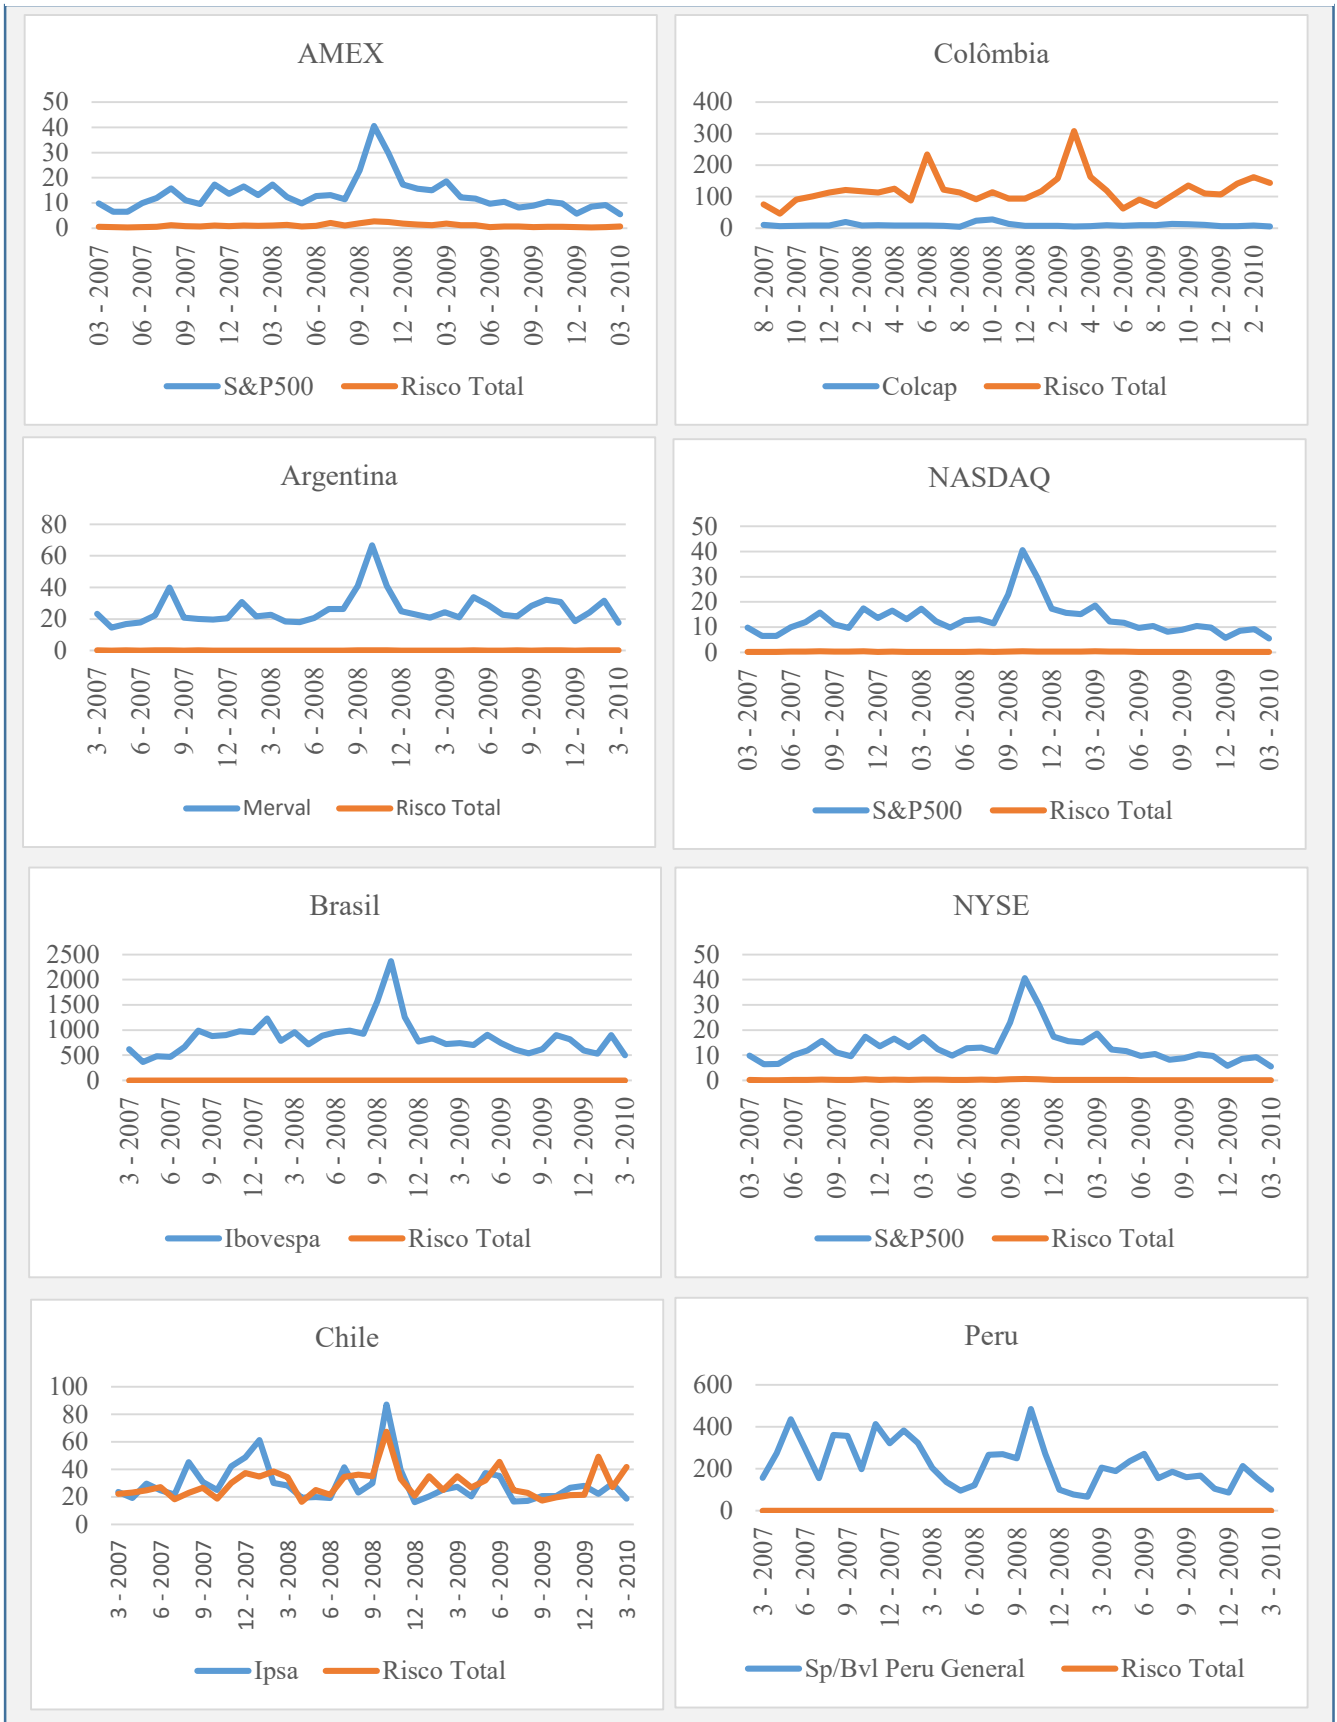 AMEX
50
40
30
20
10
0
03 - 2007
06 - 2007
09 - 2007
12 - 2007
03 - 2008
06 - 2008
09 - 2008
12 - 2008
03 - 2009
06 - 2009
09 - 2009
12 - 2009
03 - 2010
S&P500 Risco Total
Colômbia
400
300
200
100
0
8 - 2007
10 - 2007
12 - 2007
2 - 2008
4 - 2008
6 - 2008
8 - 2008
10 - 2008
12 - 2008
2 - 2009
4 - 2009
6 - 2009
8 - 2009
10 - 2009
12 - 2009
2 - 2010
Colcap Risco Total
Argentina
80
60
40
20
0
3 - 2007
6 - 2007
9 - 2007
12 - 2007
3 - 2008
6 - 2008
9 - 2008
12 - 2008
3 - 2009
6 - 2009
9 - 2009
12 - 2009
3 - 2010
Merval Risco Total
NASDAQ
50
40
30
20
10
0
03 - 2007
06 - 2007
09 - 2007
12 - 2007
03 - 2008
06 - 2008
09 - 2008
12 - 2008
03 - 2009
06 - 2009
09 - 2009
12 - 2009
03 - 2010
S&P500 Risco Total
Brasil
2500
2000
1500
1000
500
0
3 - 2007
6 - 2007
9 - 2007
12 - 2007
3 - 2008
6 - 2008
9 - 2008
12 - 2008
3 - 2009
6 - 2009
9 - 2009
12 - 2009
3 - 2010
Ibovespa Risco Total
NYSE
50
40
30
20
10
0
03 - 2007
06 - 2007
09 - 2007
12 - 2007
03 - 2008
06 - 2008
09 - 2008
12 - 2008
03 - 2009
06 - 2009
09 - 2009
12 - 2009
03 - 2010
S&P500 Risco Total
Chile
100
80
60
40
20
0
3 - 2007
6 - 2007
9 - 2007
12 - 2007
3 - 2008
6 - 2008
9 - 2008
12 - 2008
3 - 2009
6 - 2009
9 - 2009
12 - 2009
3 - 2010
Ipsa Risco Total
Peru
600
400
200
0
3 - 2007
6 - 2007
9 - 2007
12 - 2007
3 - 2008
6 - 2008
9 - 2008
12 - 2008
3 - 2009
6 - 2009
9 - 2009
12 - 2009
3 - 2010
Sp/Bvl Peru General Risco Total